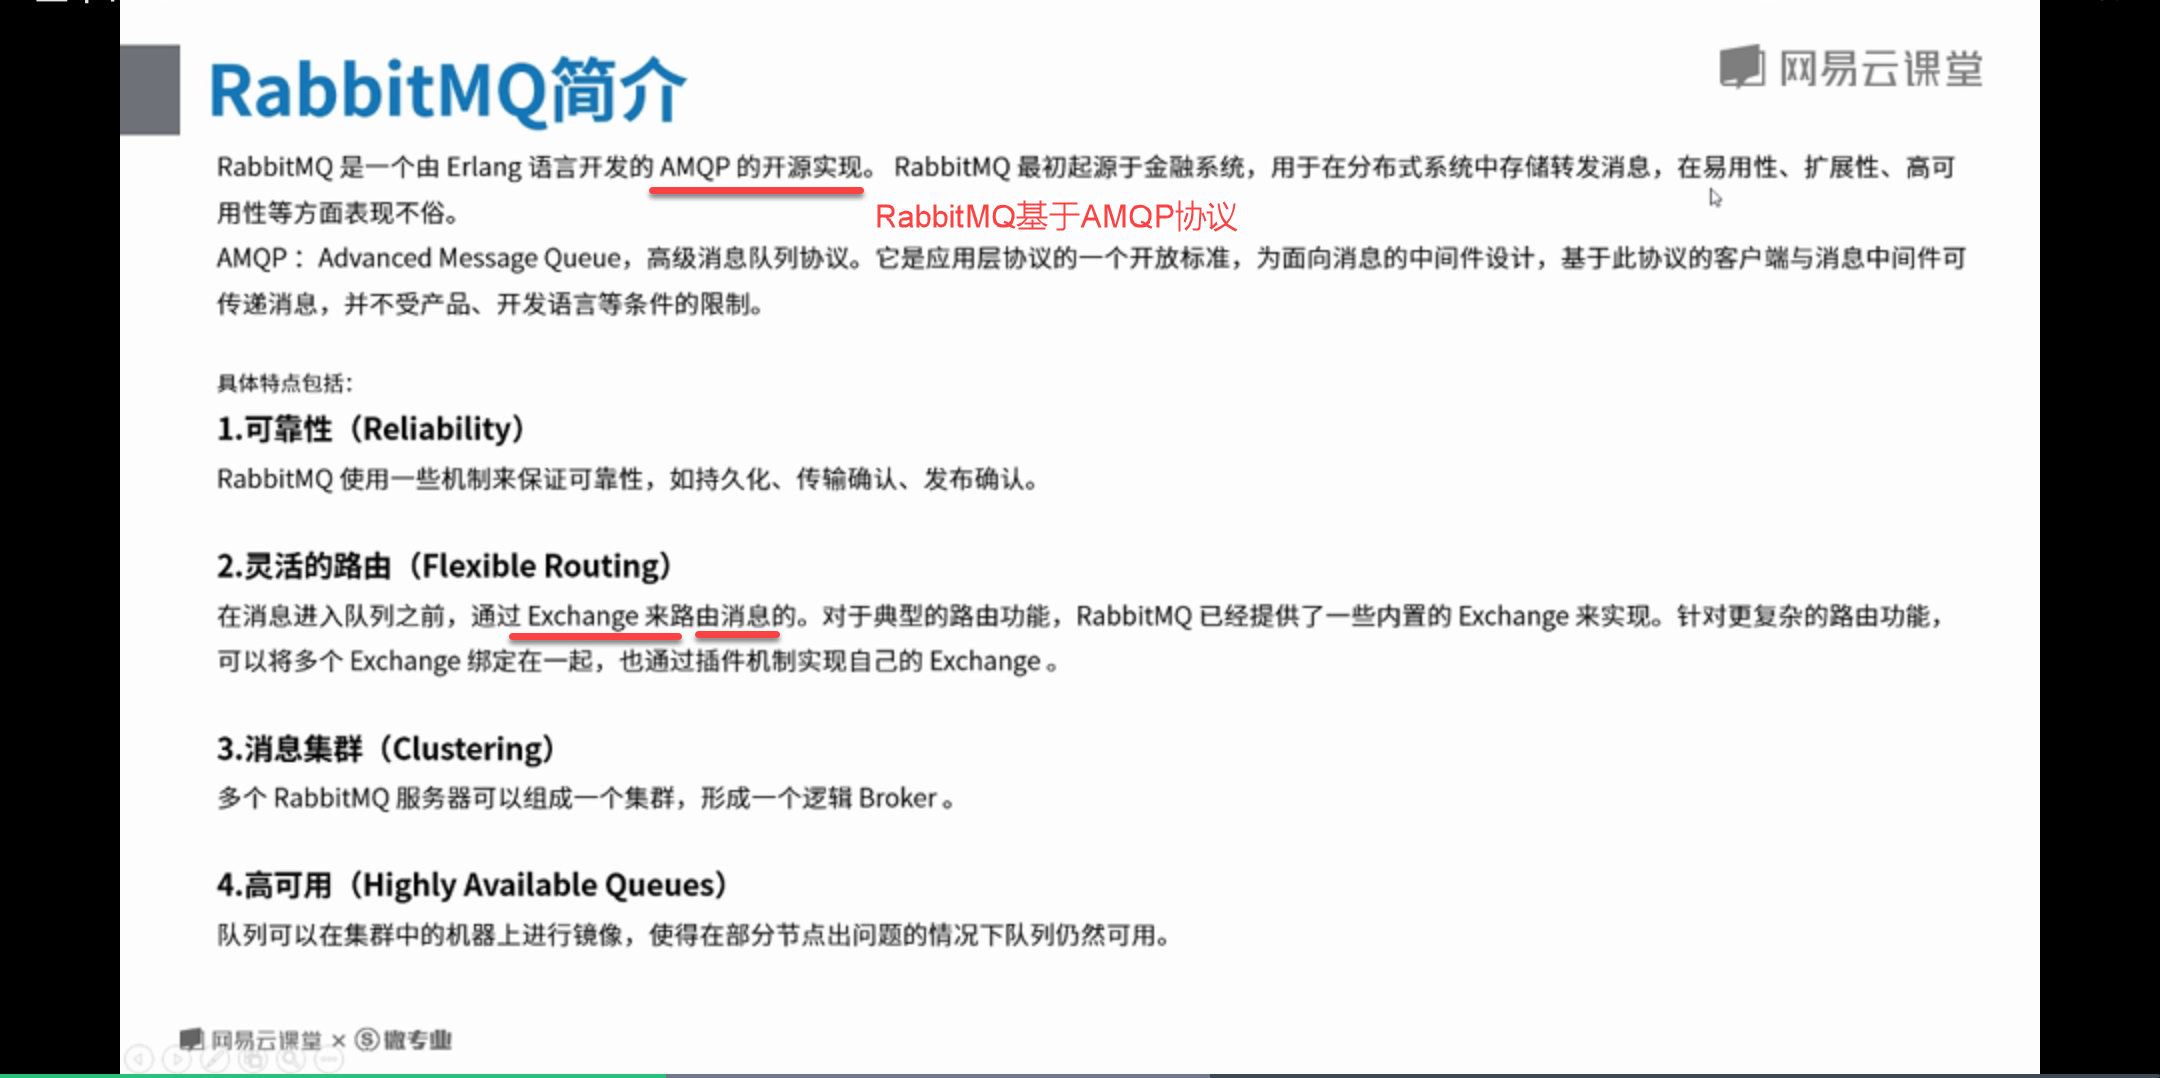 RabbitMQ简介
网易云课堂
RabbitMQ 是一个由 Erlang 语言开发的 AMQP 的开源实现。 RabbitMQ 最初起源于金融系统，用于在分布式系统中存储转发消息，在易用性、扩展性、高可
用性等方面表现不俗。
RabbitMQ基于AMQP协议
AMQP ：Advanced Message Queue，高级消息队列协议。它是应用层协议的一个开放标准，为面向消息的中间件设计，基于此协议的客户端与消息中间件可
传递消息，并不受产品、开发语言等条件的限制。
具体特点包括：
1.可靠性（Reliability）
RabbitMQ 使用一些机制来保证可靠性，如持久化、传输确认、发布确认。
2.灵活的路由（Flexible Routing）
在消息进入队列之前，通过 Exchange 来路由消息的。对于典型的路由功能，RabbitMQ 已经提供了一些内置的 Exchange 来实现。针对更复杂的路由功能，
可以将多个 Exchange 绑定在一起，也通过插件机制实现自己的 Exchange 。
3.消息集群（Clustering）
多个 RabbitMQ 服务器可以组成一个集群，形成一个逻辑 Broker 。
4.高可用（Highly Available Queues）
队列可以在集群中的机器上进行镜像，使得在部分节点出问题的情况下队列仍然可用。
网易云课堂 × 微专业